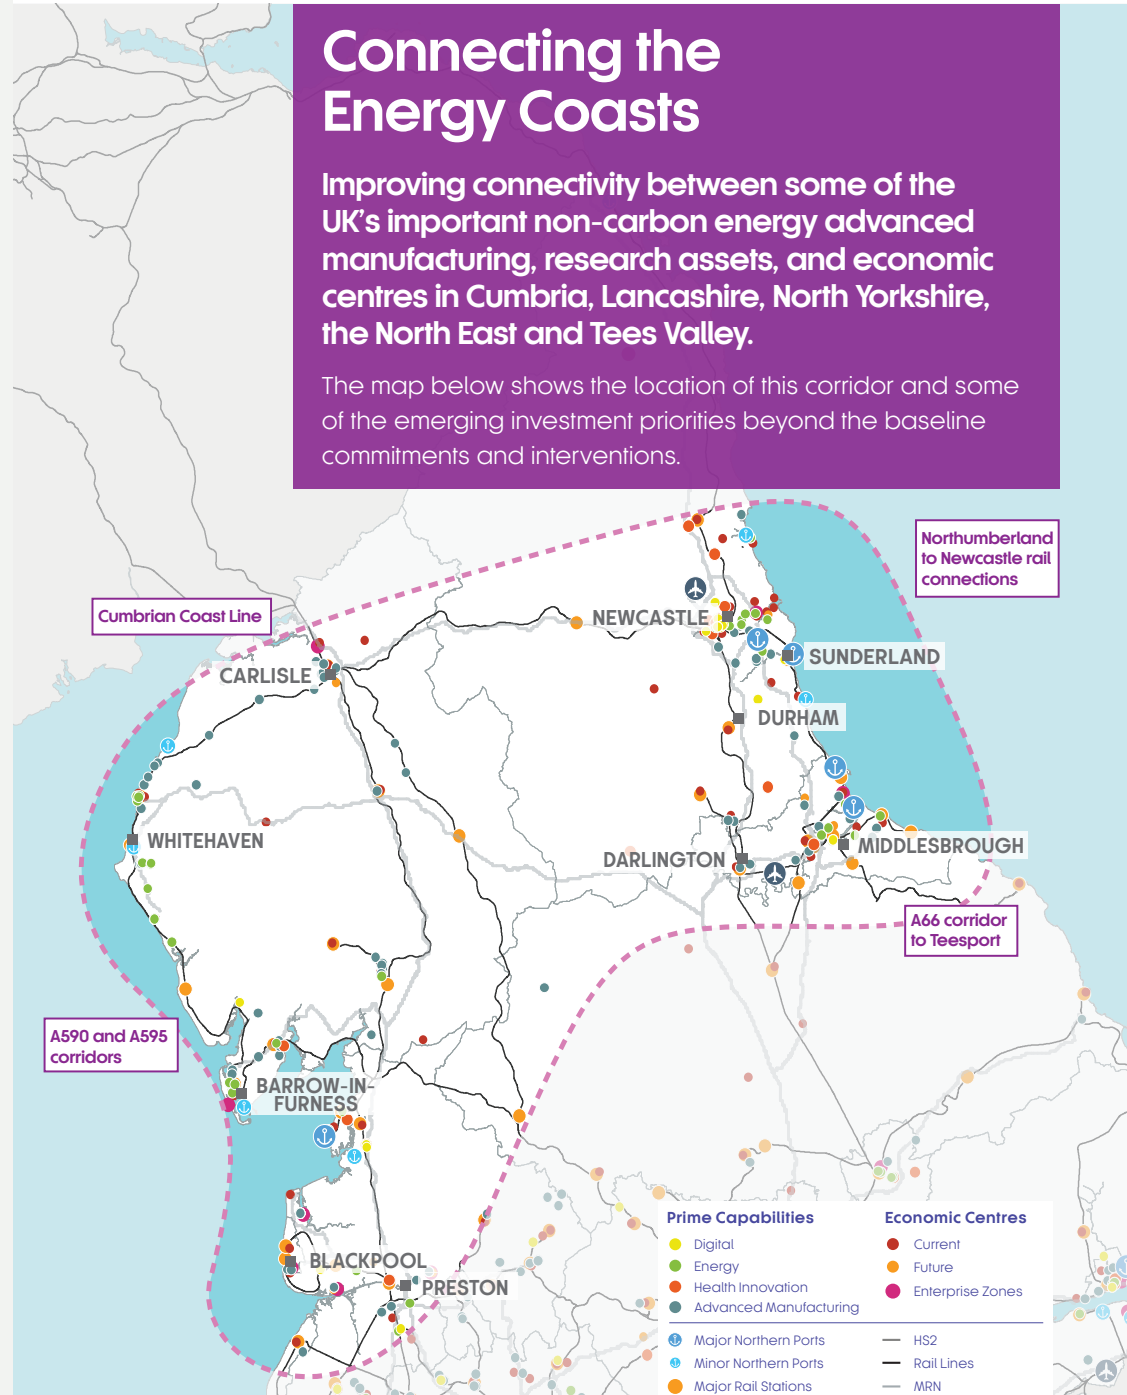 Connecting the
Energy Coasts
Improving connectivity between some of the
UK's important non-carbon energy advanced
manufacturing, research assets, and economic
centres in Cumbria, Lancashire, North Yorkshire,
the North East and Tees Valley.
The map below shows the location of this corridor and some
of the emerging investment priorities beyond the baseline
commitments and interventions.
Northumberland
to Newcastle rail
connections
Cumbrian Coast Line
NEWCASTLE
CARLISLE
SUNDERLAND
DURHAM
WHITEHAVEN
MIDDLESBROUGH
DARLINGTON
A66 corridor
to Teesport
A590 and A595
corridors
BARROW-IN-
FURNESS
BLACKPOOL
PRESTON
Prime Capabilities
Digital
Energy
Health Innovation
Advanced Manufacturing
Economic Centres
Current
Future
Enterprise Zones
Major Northern Ports
Minor Northern Ports
Major Rail Stations
HS2
Rail Lines
MRN